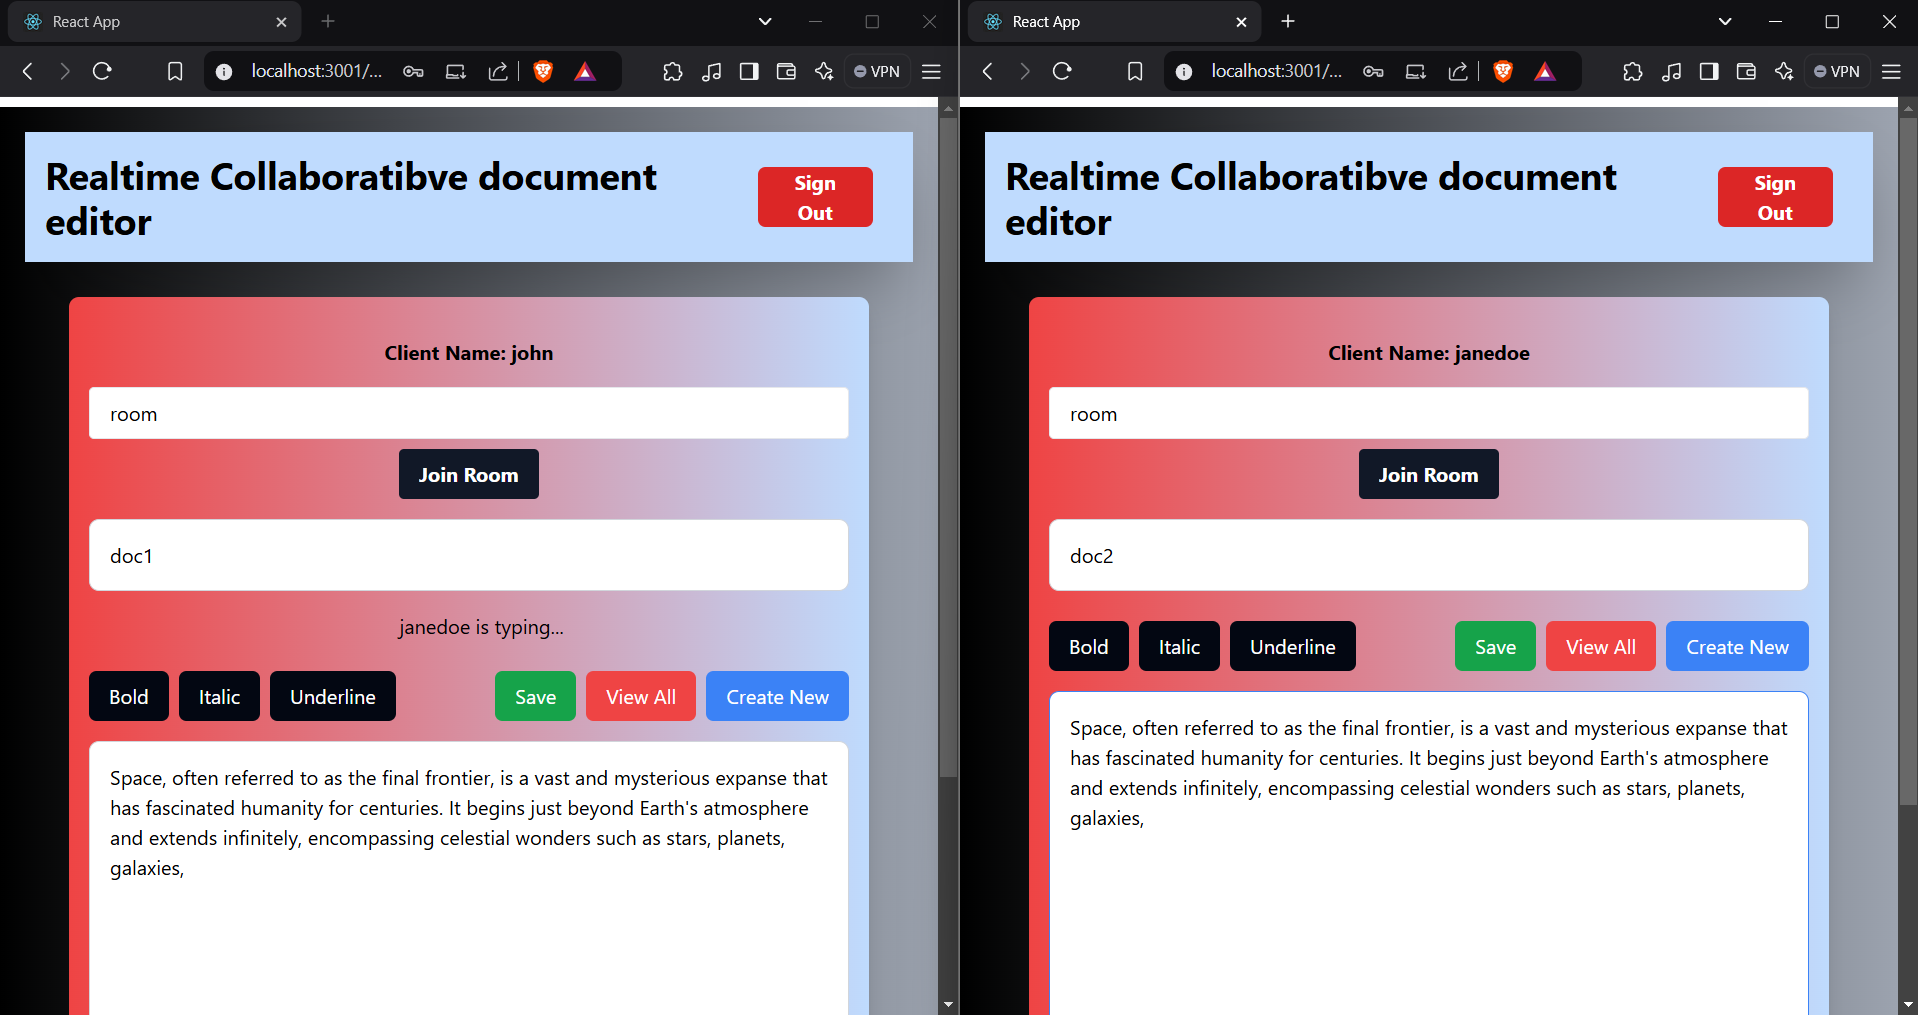 React App
localhost:3001/...
VPN
Realtime Collaboratibve document
editor
Sign
Out
Client Name: john
room
Join Room
doc1
janedoe is typing...
Bold
Italic
Underline
Save
View All
Create New
Space, often referred to as the final frontier, is a vast and mysterious expanse that
has fascinated humanity for centuries. It begins just beyond Earth's atmosphere
and extends infinitely, encompassing celestial wonders such as stars, planets,
galaxies,
React App
localhost:3001/...
VPN
Realtime Collaboratibve document
editor
Sign
Out
Client Name: janedoe
room
Join Room
doc2
Bold
Italic
Underline
Save
View All
Create New
Space, often referred to as the final frontier, is a vast and mysterious expanse that
has fascinated humanity for centuries. It begins just beyond Earth's atmosphere
and extends infinitely, encompassing celestial wonders such as stars, planets,
galaxies,